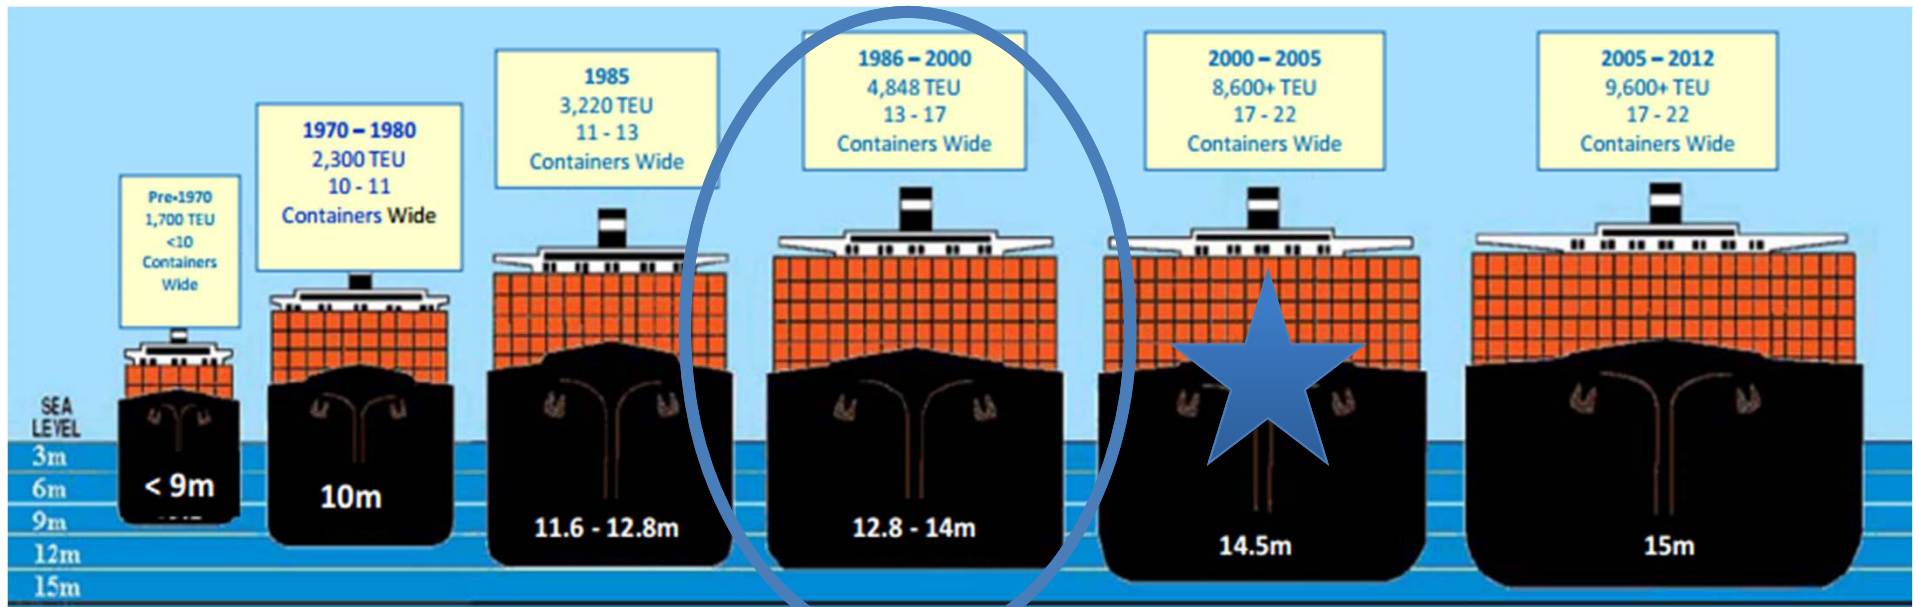 Pre-1970
1,700 TEU
<10
Containers
Wide
1970 – 1980
2,300 TEU
10 - 11
Containers Wide
1985
3,220 TEU
11 - 13
Containers Wide
1986 – 2000
4,848 TEU
13 - 17
Containers Wide
2000 – 2005
8,600+ TEU
17 - 22
Containers Wide
2005 – 2012
9,600+ TEU
17 - 22
Containers Wide
SEA
LEVEL
3m
6m
9m
12m
15m
< 9m
10m
11.6 - 12.8m
12.8 - 14m
14.5m
15m